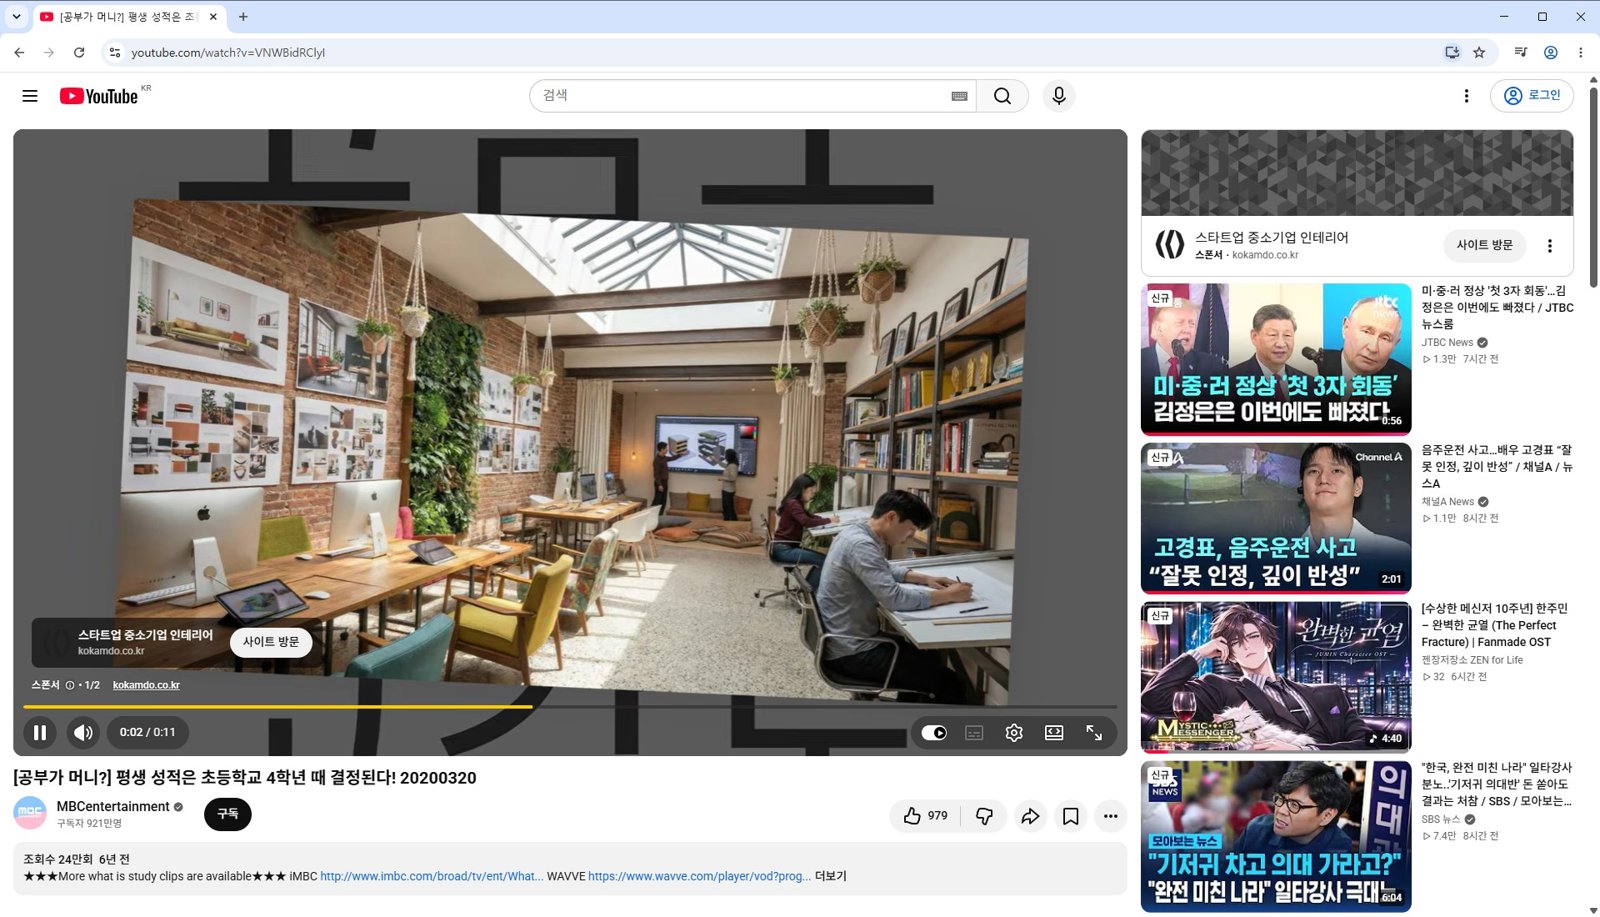 [공부가 머니?] 평생 성적은 초
youtube.com/watch?v=VNWBidRClyI
YouTube KR
검색
로그인
스타트업 중소기업 인테리어
kokamdo.co.kr
사이트 방문
스폰서 · 1/2 kokamdo.co.kr
0:02 / 0:11
[공부가 머니?] 평생 성적은 초등학교 4학년 때 결정된다! 20200320
MBCentertainment
구독자 921만명
구독
979
조회수 24만회 6년 전
★★★More what is study clips are available★★★ iMBC http://www.imbc.com/broad/tv/ent/What... WAVVE https://www.wavve.com/player/vod?prog... 더보기
스타트업 중소기업 인테리어
스폰서 · kokamdo.co.kr
사이트 방문
신규
jtbc
news
미·중·러 정상 '첫 3자 회동'
김정은은 이번에도 빠졌다
0:56
미·중·러 정상 '첫 3자 회동'...김
정은은 이번에도 빠졌다 / JTBC
뉴스룸
JTBC News
1.3만 7시간 전
신규
Channel A
고경표, 음주운전 사고
“잘못 인정, 깊이 반성”
2:01
음주운전 사고...배우 고경표 “잘
못 인정, 깊이 반성” / 채널A / 뉴
스A
채널A News
1.1만 8시간 전
신규
완벽한 균열
JUMIN Character OST
MYSTIC
MESSENGER
4:40
[수상한 메신저 10주년] 한주민
– 완벽한 균열 (The Perfect
Fracture) | Fanmade OST
젠장저장소 ZEN for Life
32 6시간 전
신규
SBS
NEWS
의대
모아보는 뉴스
"기저귀 차고 의대 가라고?"
"완전 미친 나라" 일타강사 극대노
6:04
"한국, 완전 미친 나라" 일타강사
분노..'기저귀 의대반' 돈 쏟아도
결과는 처참 / SBS / 모아보는...
SBS 뉴스
7.4만 8시간 전